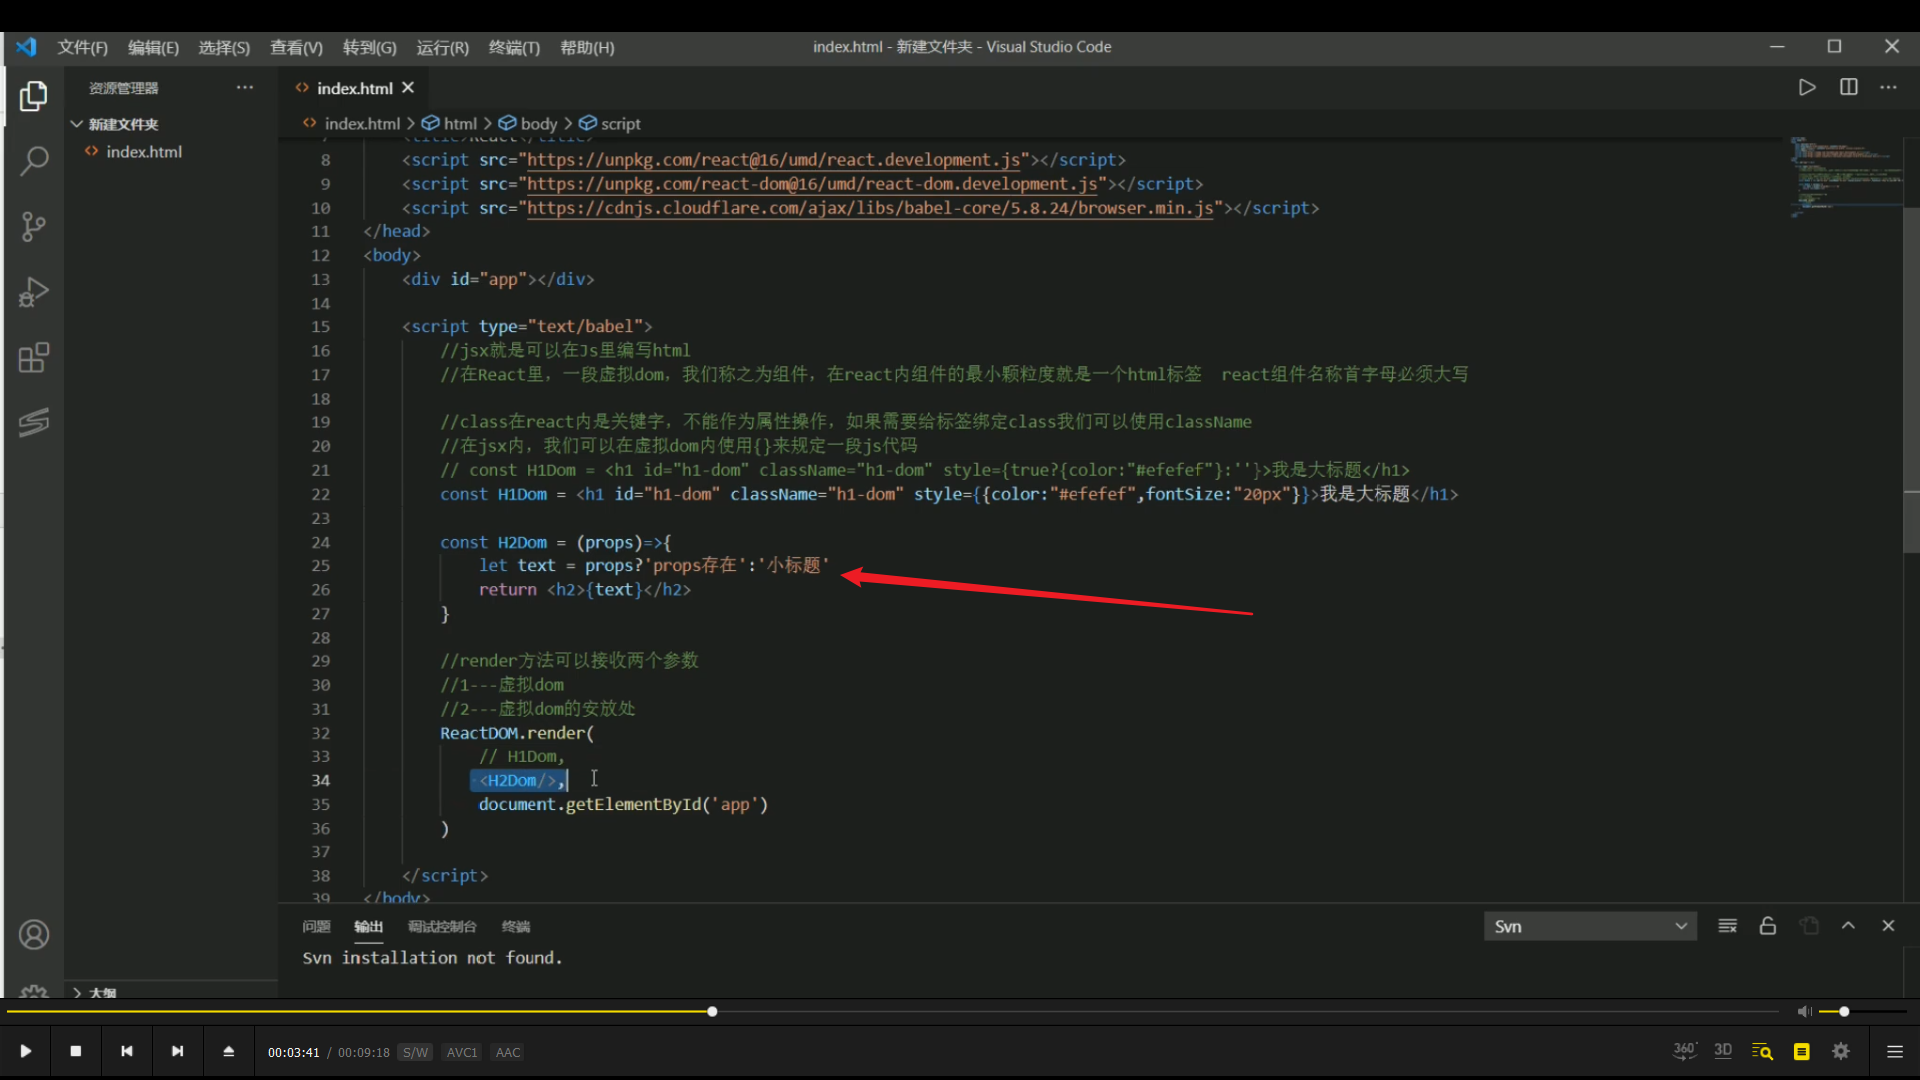 文件(F) 编辑(E) 选择(S) 查看(V) 转到(G) 运行(R) 终端(T) 帮助(H) index.html - 新建文件夹 - Visual Studio Code
资源管理器
新建文件夹
index.html
大纲
index.html
index.html > html > body > script
<title>React</title>
8 <script src="https://unpkg.com/react@16/umd/react.development.js"></script>
9 <script src="https://unpkg.com/react-dom@16/umd/react-dom.development.js"></script>
10 <script src="https://cdnjs.cloudflare.com/ajax/libs/babel-core/5.8.24/browser.min.js"></script>
11 </head>
12 <body>
13 <div id="app"></div>
14
15 <script type="text/babel">
16 //jsx就是可以在Js里编写html
17 //在React里，一段虚拟dom，我们称之为组件，在react内组件的最小颗粒度就是一个html标签 react组件名称首字母必须大写
18
19 //class在react内是关键字，不能作为属性操作，如果需要给标签绑定class我们可以使用className
20 //在jsx内，我们可以在虚拟dom内使用{}来规定一段js代码
21 // const H1Dom = <h1 id="h1-dom" className="h1-dom" style={true?{color:"#efefef"}:''}>我是大标题</h1>
22 const H1Dom = <h1 id="h1-dom" className="h1-dom" style={{color:"#efefef",fontSize:"20px"}}>我是大标题</h1>
23
24 const H2Dom = (props)=>{
25 let text = props?'props存在':'小标题'
26 return <h2>{text}</h2>
27 }
28
29 //render方法可以接收两个参数
30 //1---虚拟dom
31 //2---虚拟dom的安放处
32 ReactDOM.render(
33 // H1Dom,
34 <H2Dom/>,
35 document.getElementById('app')
36 )
37
38 </script>
39 </body>
问题 输出 调试控制台 终端 Svn
Svn installation not found.
00:03:41 / 00:09:18 S/W AVC1 AAC 360° 3D